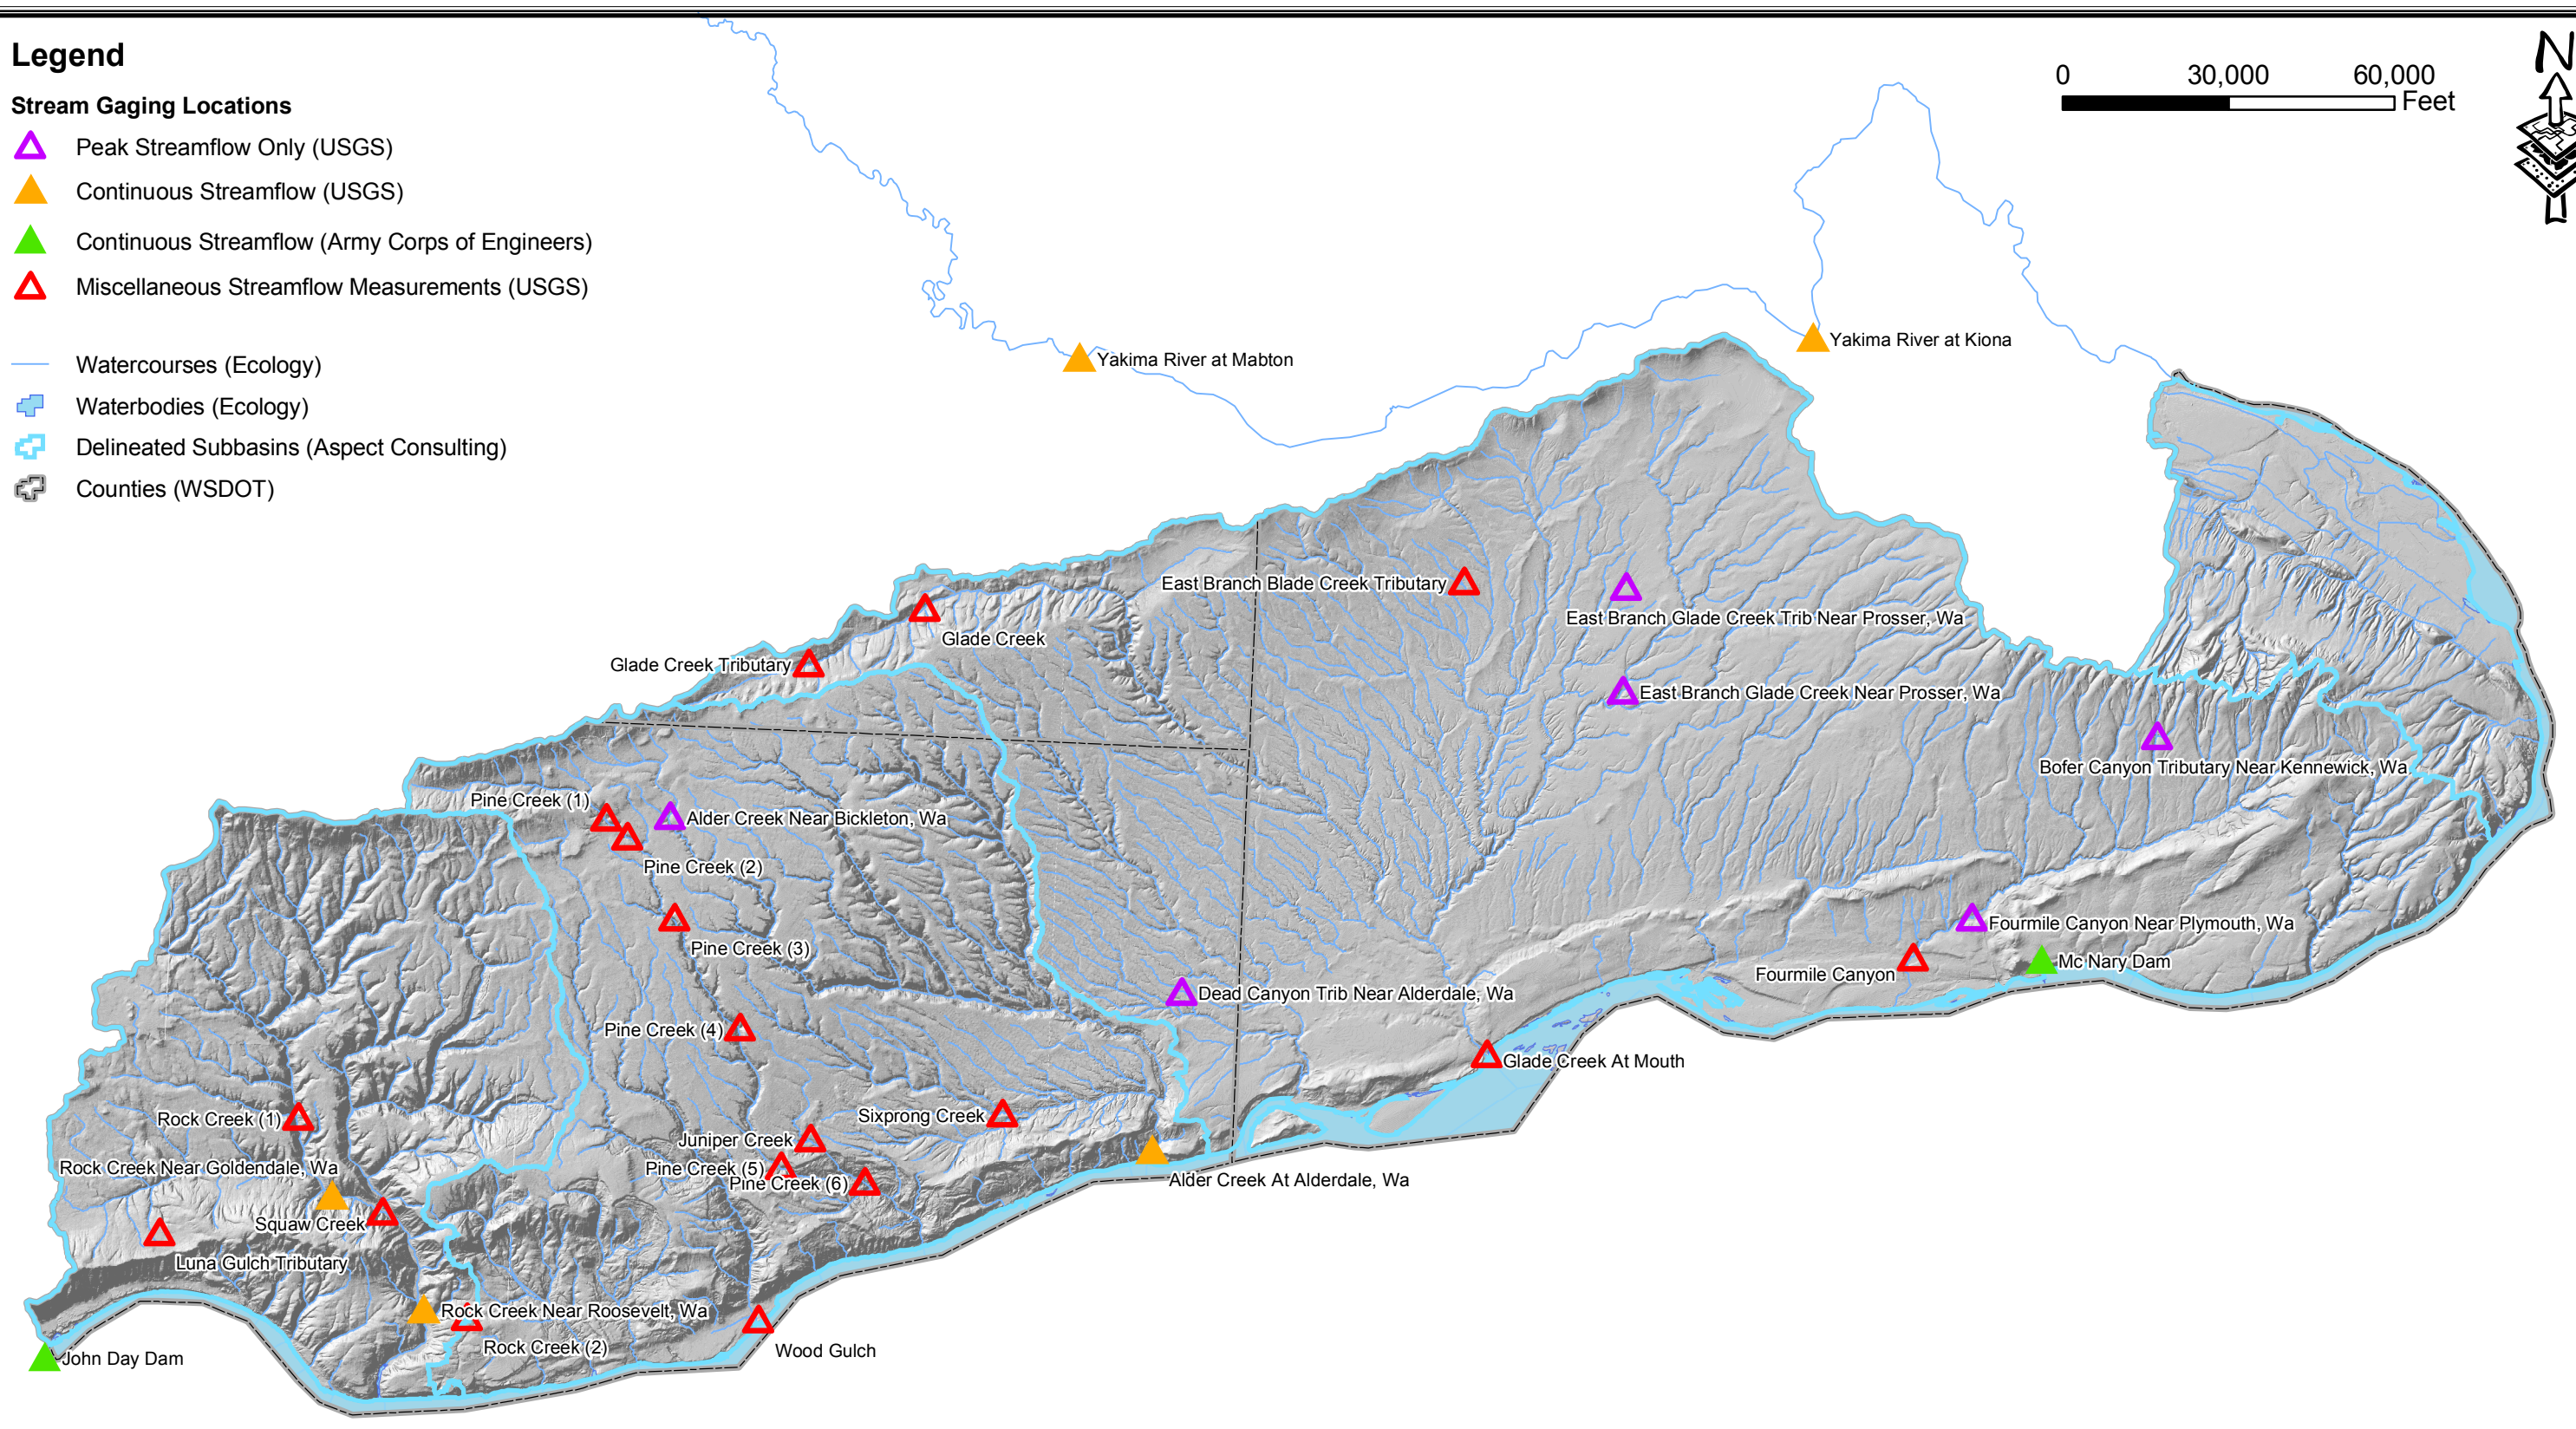 Legend
Stream Gaging Locations
Peak Streamflow Only (USGS)
Continuous Streamflow (USGS)
Continuous Streamflow (Army Corps of Engineers)
Miscellaneous Streamflow Measurements (USGS)
Watercourses (Ecology)
Waterbodies (Ecology)
Delineated Subbasins (Aspect Consulting)
Counties (WSDOT)
0 30,000 60,000
Feet
N
Yakima River at Mabton
Yakima River at Kiona
East Branch Blade Creek Tributary
East Branch Glade Creek Trib Near Prosser, Wa
Glade Creek
Glade Creek Tributary
East Branch Glade Creek Near Prosser, Wa
Bofer Canyon Tributary Near Kennewick, Wa
Pine Creek (1)
Alder Creek Near Bickleton, Wa
Pine Creek (2)
Pine Creek (3)
Fourmile Canyon Near Plymouth, Wa
Mc Nary Dam
Fourmile Canyon
Dead Canyon Trib Near Alderdale, Wa
Pine Creek (4)
Glade Creek At Mouth
Sixprong Creek
Rock Creek (1)
Juniper Creek
Rock Creek Near Goldendale, Wa
Pine Creek (5)
Pine Creek (6)
Alder Creek At Alderdale, Wa
Squaw Creek
Luna Gulch Tributary
Rock Creek Near Roosevelt, Wa
Rock Creek (2)
Wood Gulch
John Day Dam